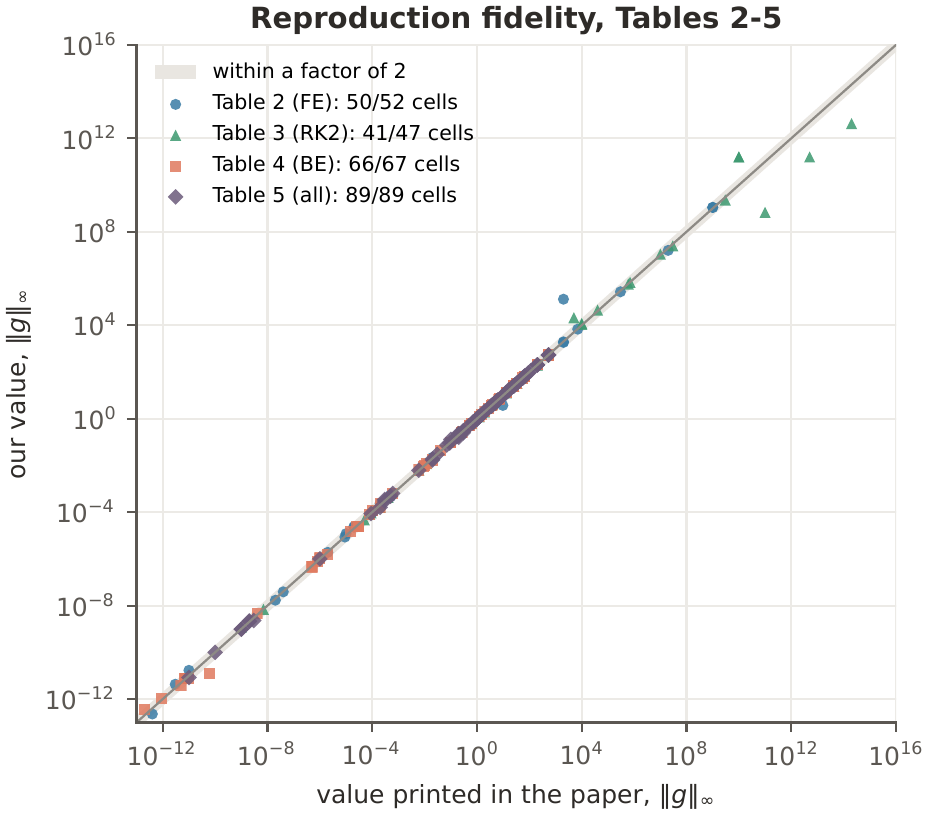 Reproduction fidelity, Tables 2-5
10^16
10^12
10^8
10^4
10^0
10^−4
10^−8
10^−12
our value, ‖g‖∞
within a factor of 2
Table 2 (FE): 50/52 cells
Table 3 (RK2): 41/47 cells
Table 4 (BE): 66/67 cells
Table 5 (all): 89/89 cells
10^−12 10^−8 10^−4 10^0 10^4 10^8 10^12 10^16
value printed in the paper, ‖g‖∞